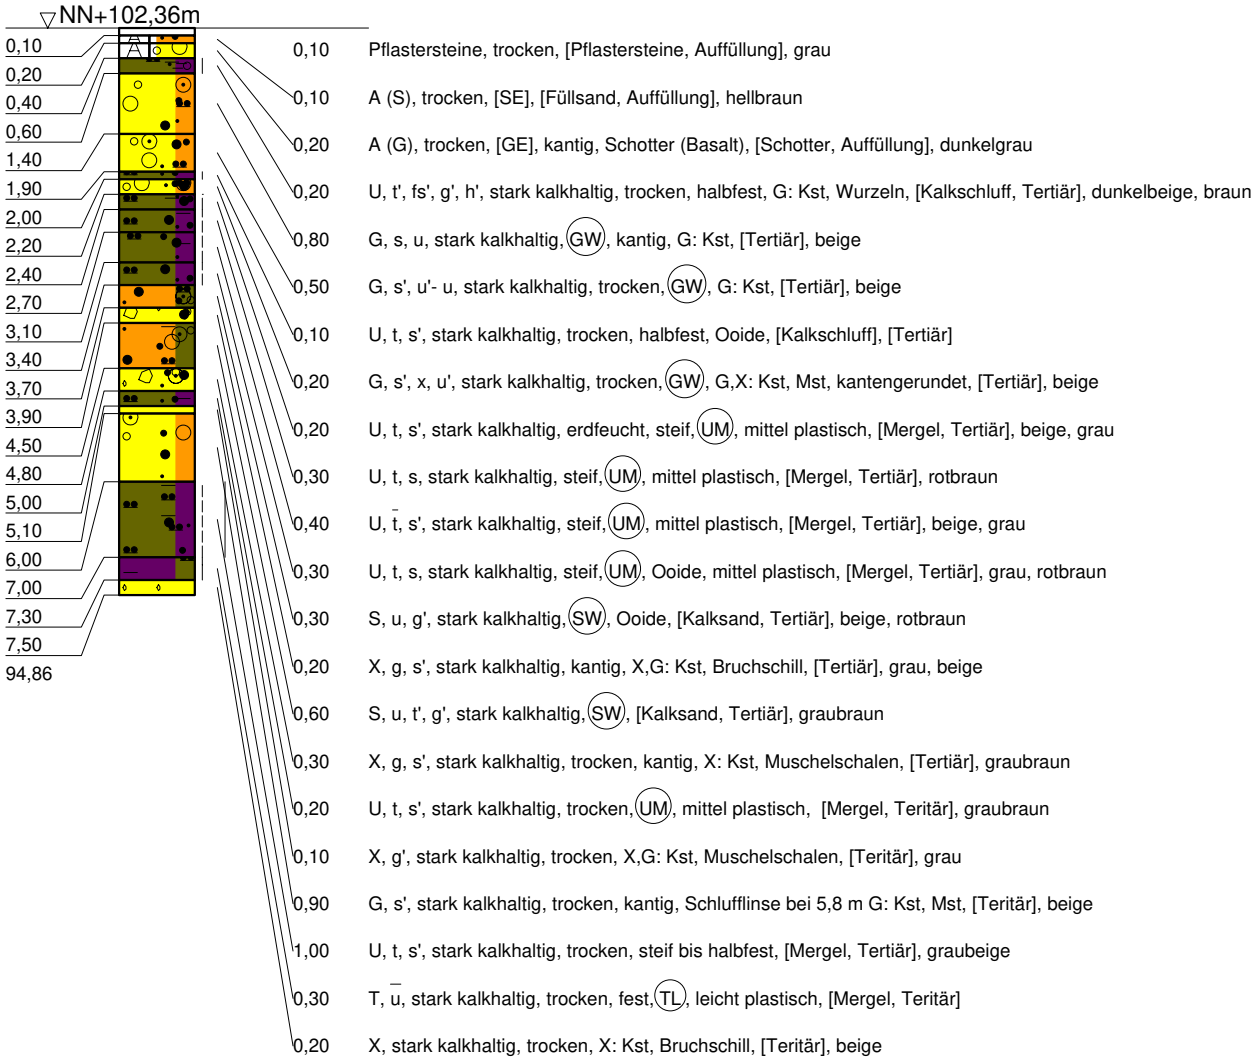 NN+102,36m
0,10
0,20
0,40
0,60
1,40
1,90
2,00
2,20
2,40
2,70
3,10
3,40
3,70
3,90
4,50
4,80
5,00
5,10
6,00
7,00
7,30
7,50
94,86
A
A
0,10 Pflastersteine, trocken, [Pflastersteine, Auffüllung], grau
0,10 A (S), trocken, [SE], [Füllsand, Auffüllung], hellbraun
0,20 A (G), trocken, [GE], kantig, Schotter (Basalt), [Schotter, Auffüllung], dunkelgrau
0,20 U, t', fs', g', h', stark kalkhaltig, trocken, halbfest, G: Kst, Wurzeln, [Kalkschluff, Tertiär], dunkelbeige, braun
0,80 G, s, u, stark kalkhaltig, GW, kantig, G: Kst, [Tertiär], beige
0,50 G, s', u'- u, stark kalkhaltig, trocken, GW, G: Kst, [Tertiär], beige
0,10 U, t, s', stark kalkhaltig, trocken, halbfest, Ooide, [Kalkschluff], [Tertiär]
0,20 G, s', x, u', stark kalkhaltig, trocken, GW, G,X: Kst, Mst, kantengerundet, [Tertiär], beige
0,20 U, t, s', stark kalkhaltig, erdfeucht, steif, UM, mittel plastisch, [Mergel, Tertiär], beige, grau
0,30 U, t, s, stark kalkhaltig, steif, UM, mittel plastisch, [Mergel, Tertiär], rotbraun
0,40 U, t̄, s', stark kalkhaltig, steif, UM, mittel plastisch, [Mergel, Tertiär], beige, grau
0,30 U, t, s, stark kalkhaltig, steif, UM, Ooide, mittel plastisch, [Mergel, Tertiär], grau, rotbraun
0,30 S, u, g', stark kalkhaltig, SW, Ooide, [Kalksand, Tertiär], beige, rotbraun
0,20 X, g, s', stark kalkhaltig, kantig, X,G: Kst, Bruchschill, [Tertiär], grau, beige
0,60 S, u, t', g', stark kalkhaltig, SW, [Kalksand, Tertiär], graubraun
0,30 X, g, s', stark kalkhaltig, trocken, kantig, X: Kst, Muschelschalen, [Tertiär], graubraun
0,20 U, t, s', stark kalkhaltig, trocken, UM, mittel plastisch, [Mergel, Teritär], graubraun
0,10 X, g', stark kalkhaltig, trocken, X,G: Kst, Muschelschalen, [Teritär], grau
0,90 G, s', stark kalkhaltig, trocken, kantig, Schlufflinse bei 5,8 m G: Kst, Mst, [Teritär], beige
1,00 U, t, s', stark kalkhaltig, trocken, steif bis halbfest, [Mergel, Tertiär], graubeige
0,30 T, ū, stark kalkhaltig, trocken, fest, TL, leicht plastisch, [Mergel, Teritär]
0,20 X, stark kalkhaltig, trocken, X: Kst, Bruchschill, [Teritär], beige